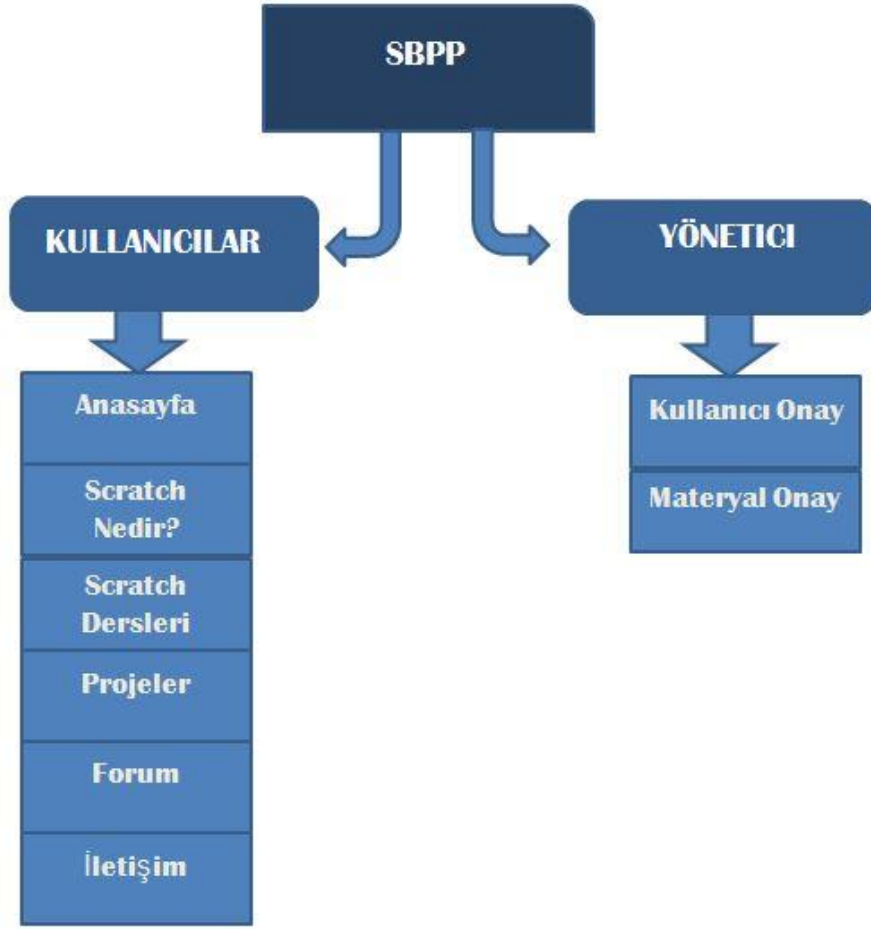 SBPP
KULLANICILAR
YÖNETICI
Anasayfa
Scratch
Nedir?
Scratch
Dersleri
Projeler
Forum
İletişim
Kullanıcı Onay
Materyal Onay